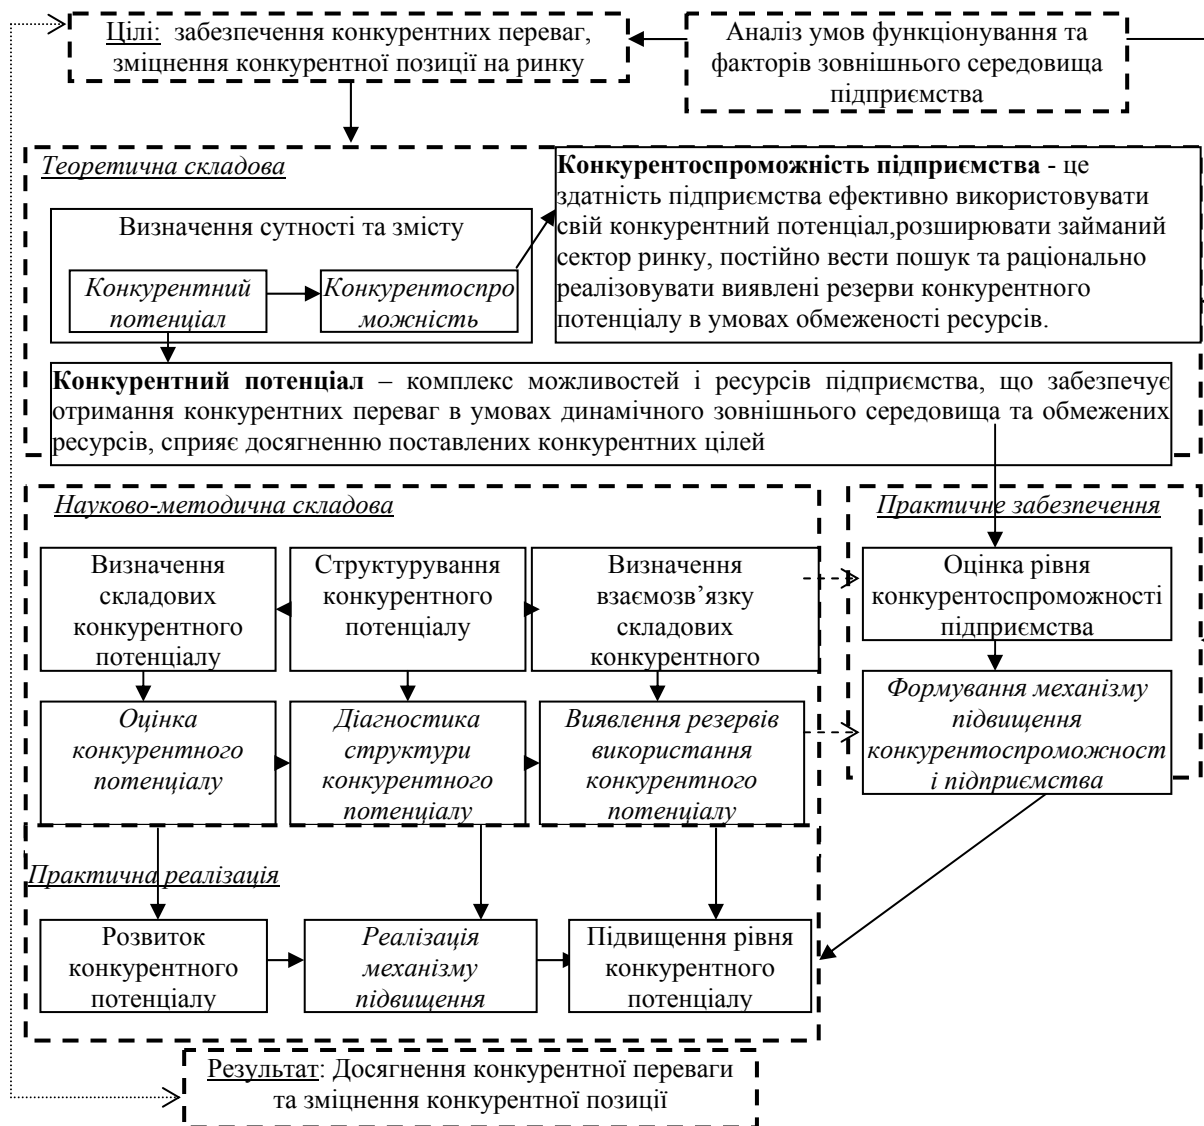 Цілі: забезпечення конкурентних переваг,
зміцнення конкурентної позиції на ринку
Аналіз умов функціонування та
факторів зовнішнього середовища
підприємства
Теоретична складова
Визначення сутності та змісту
Конкурентний
потенціал
Конкурентоспро
можність
Конкурентоспроможність підприємства - це
здатність підприємства ефективно використовувати
свій конкурентний потенціал,розширювати займаний
сектор ринку, постійно вести пошук та раціонально
реалізовувати виявлені резерви конкурентного
потенціалу в умовах обмеженості ресурсів.
Конкурентний потенціал – комплекс можливостей і ресурсів підприємства, що забезпечує
отримання конкурентних переваг в умовах динамічного зовнішнього середовища та обмежених
ресурсів, сприяє досягненню поставлених конкурентних цілей
Науково-методична складова
Визначення
складових
конкурентного
потенціалу
Структурування
конкурентного
потенціалу
Визначення
взаємозв’язку
складових
конкурентного
Оцінка
конкурентного
потенціалу
Діагностика
структури
конкурентного
потенціалу
Виявлення резервів
використання
конкурентного
потенціалу
Практичне забезпечення
Оцінка рівня
конкурентоспроможності
підприємства
Формування механізму
підвищення
конкурентоспроможност
і підприємства
Практична реалізація
Розвиток
конкурентного
потенціалу
Реалізація
механізму
підвищення
Підвищення рівня
конкурентного
потенціалу
Результат: Досягнення конкурентної переваги
та зміцнення конкурентної позиції